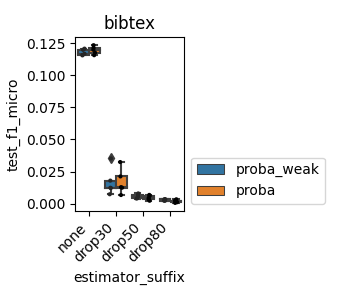 bibtex
test_f1_micro
0.125
0.100
0.075
0.050
0.025
0.000
none
drop30
drop50
drop80
estimator_suffix
proba_weak
proba